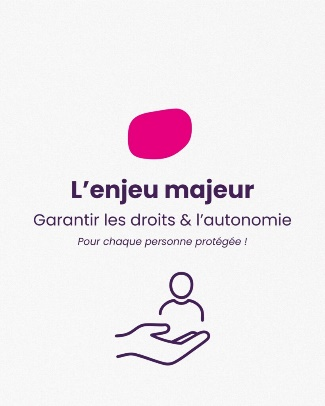 L’enjeu majeur
Garantir les droits & l’autonomie
Pour chaque personne protégée !